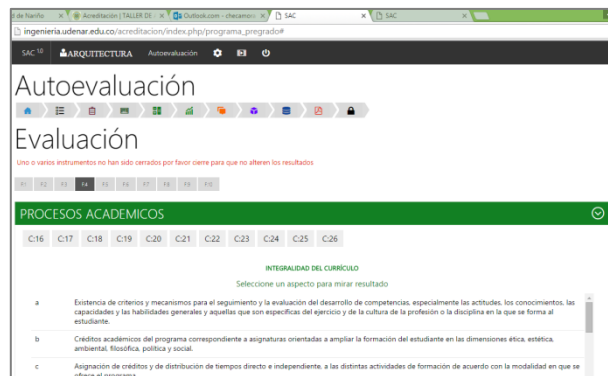 de Nariño
Acreditación | TALLER DE
Outlook.com - checamoro
SAC
SAC
ingenieria.udenar.edu.co/acreditacion/index.php/programa_pregrado#
SAC 1.0 ARQUITECTURA Autoevaluación
Autoevaluación
Evaluación
Uno o varios instrumentos no han sido cerrados por favor cierre para que no alteren los resultados
F1 F2 F3 F4 F5 F6 F7 F8 F9 F10
PROCESOS ACADEMICOS
C:16 C:17 C:18 C:19 C:20 C:21 C:22 C:23 C:24 C:25 C:26
INTEGRALIDAD DEL CURRÍCULO
Seleccione un aspecto para mirar resultado
a Existencia de criterios y mecanismos para el seguimiento y la evaluación del desarrollo de competencias, especialmente las actitudes, los conocimientos, las
capacidades y las habilidades generales y aquellas que son específicas del ejercicio y de la cultura de la profesión o la disciplina en la que se forma al
estudiante.
b Créditos académicos del programa correspondiente a asignaturas orientadas a ampliar la formación del estudiante en las dimensiones ética, estética,
ambiental, filosófica, política y social.
c Asignación de créditos y de distribución de tiempos directo e independiente, a las distintas actividades de formación de acuerdo con la modalidad en que se
ofrece el programa.